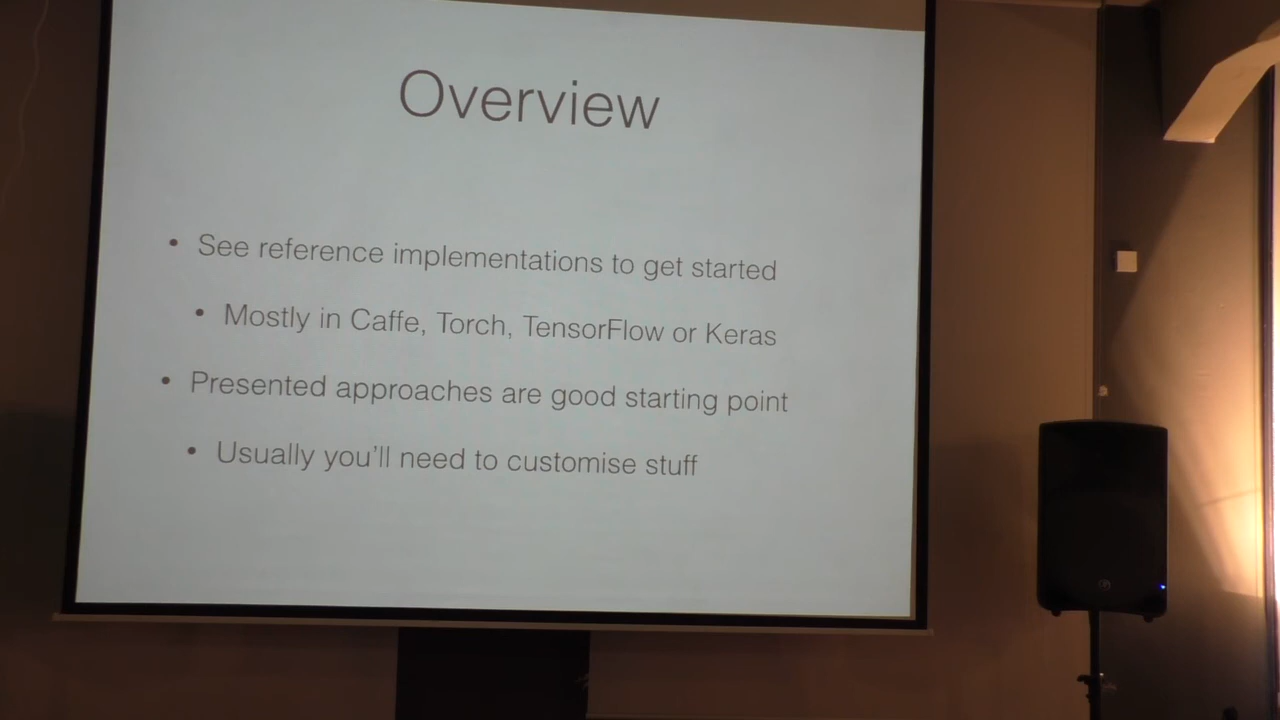 Overview
• See reference implementations to get started
• Mostly in Caffe, Torch, TensorFlow or Keras
• Presented approaches are good starting point
• Usually you'll need to customise stuff